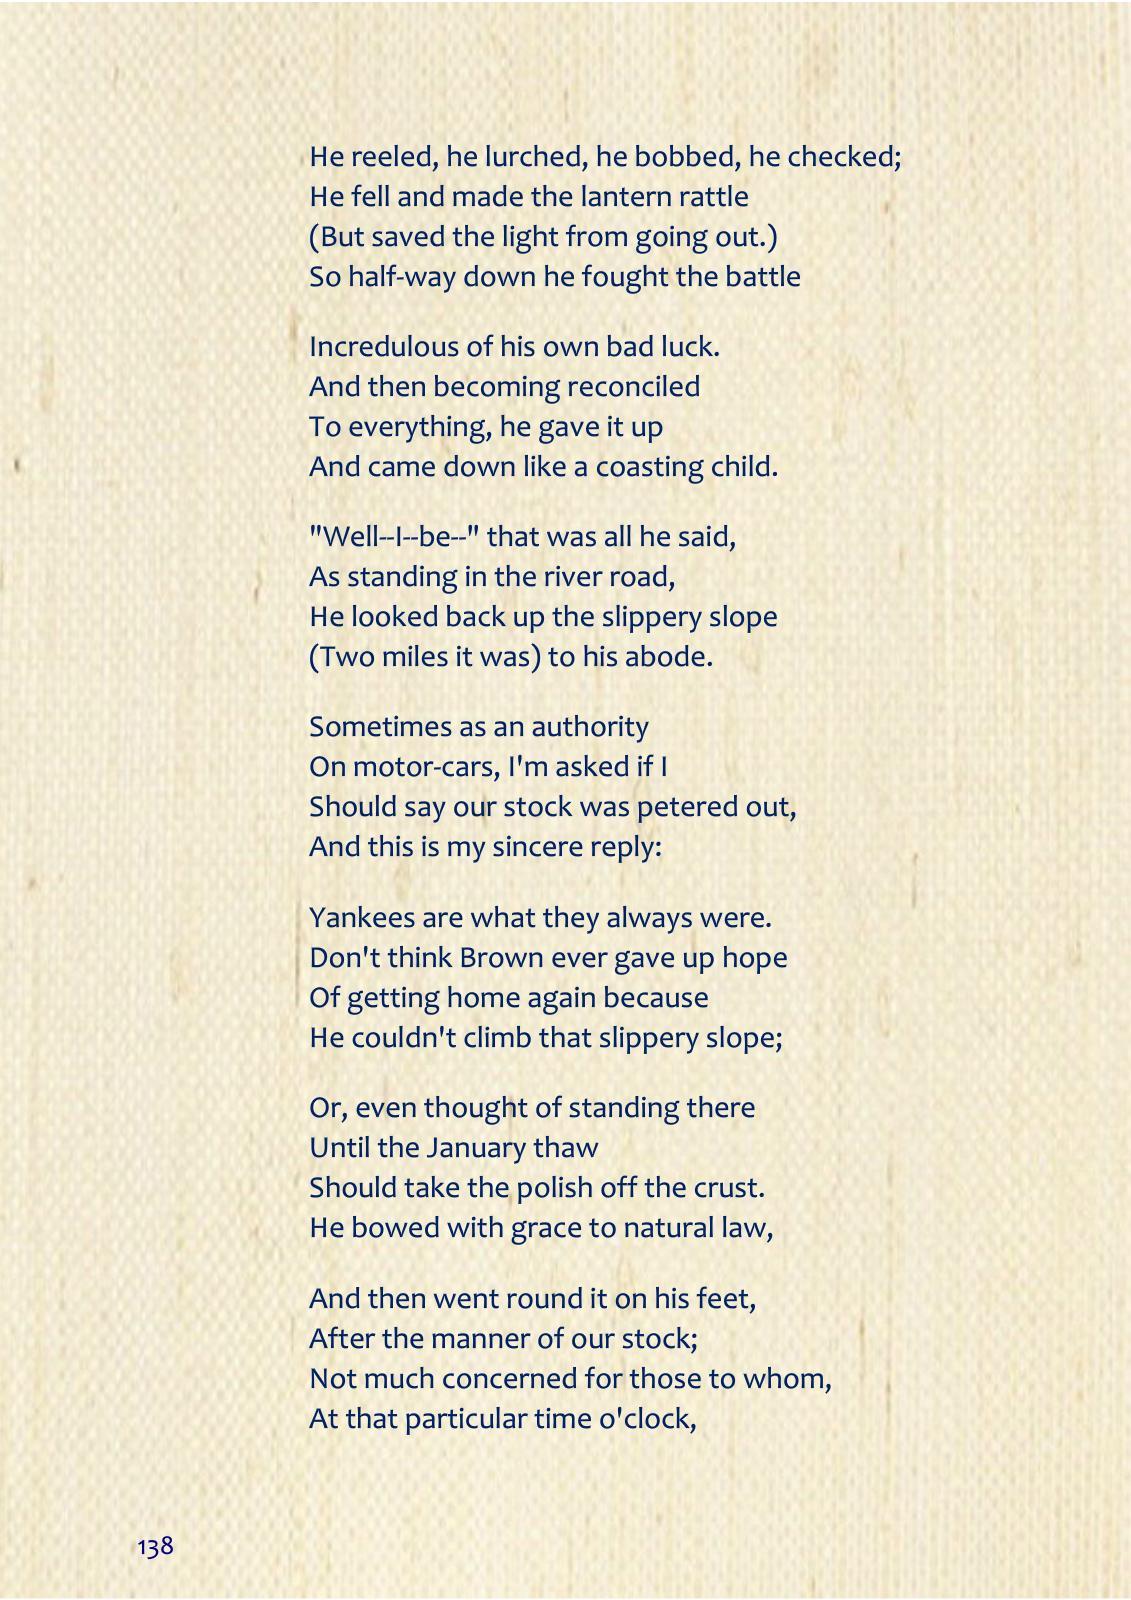 He reeled, he lurched, he bobbed, he checked;
He fell and made the lantern rattle
(But saved the light from going out.)
So half-way down he fought the battle
Incredulous of his own bad luck.
And then becoming reconciled
To everything, he gave it up
And came down like a coasting child.
"Well--I--be--" that was all he said,
As standing in the river road,
He looked back up the slippery slope
(Two miles it was) to his abode.
Sometimes as an authority
On motor-cars, I'm asked if I
Should say our stock was petered out,
And this is my sincere reply:
Yankees are what they always were.
Don't think Brown ever gave up hope
Of getting home again because
He couldn't climb that slippery slope;
Or, even thought of standing there
Until the January thaw
Should take the polish off the crust.
He bowed with grace to natural law,
And then went round it on his feet,
After the manner of our stock;
Not much concerned for those to whom,
At that particular time o'clock,
138